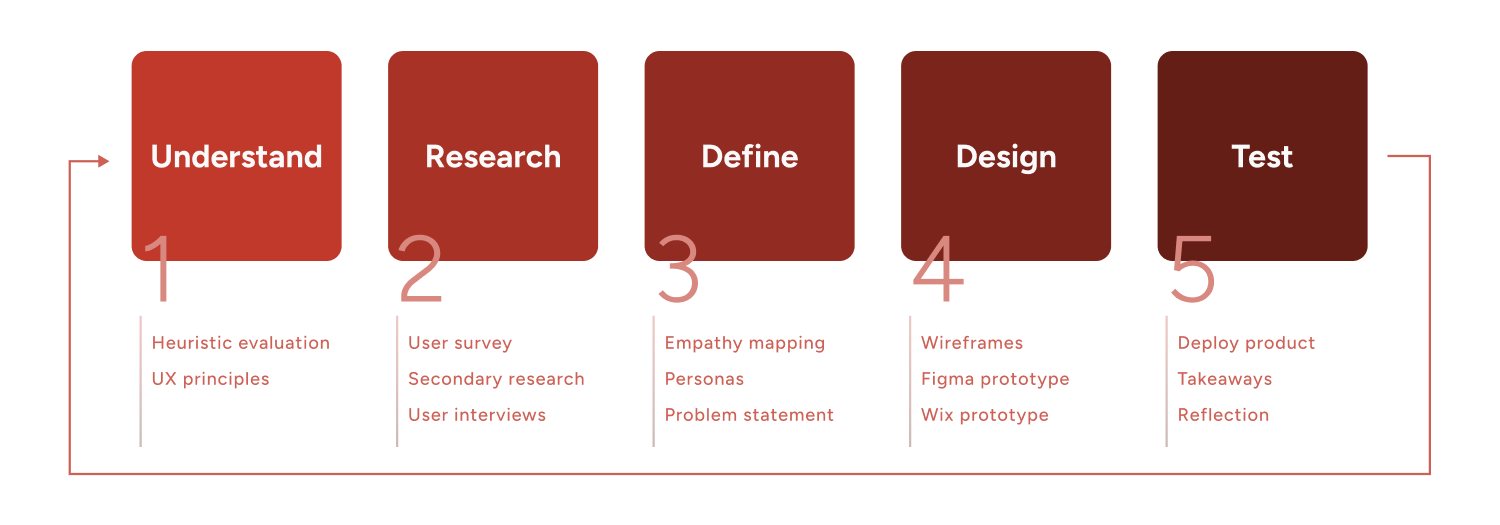 Understand
1
Heuristic evaluation
UX principles
Research
2
User survey
Secondary research
User interviews
Define
3
Empathy mapping
Personas
Problem statement
Design
4
Wireframes
Figma prototype
Wix prototype
Test
5
Deploy product
Takeaways
Reflection